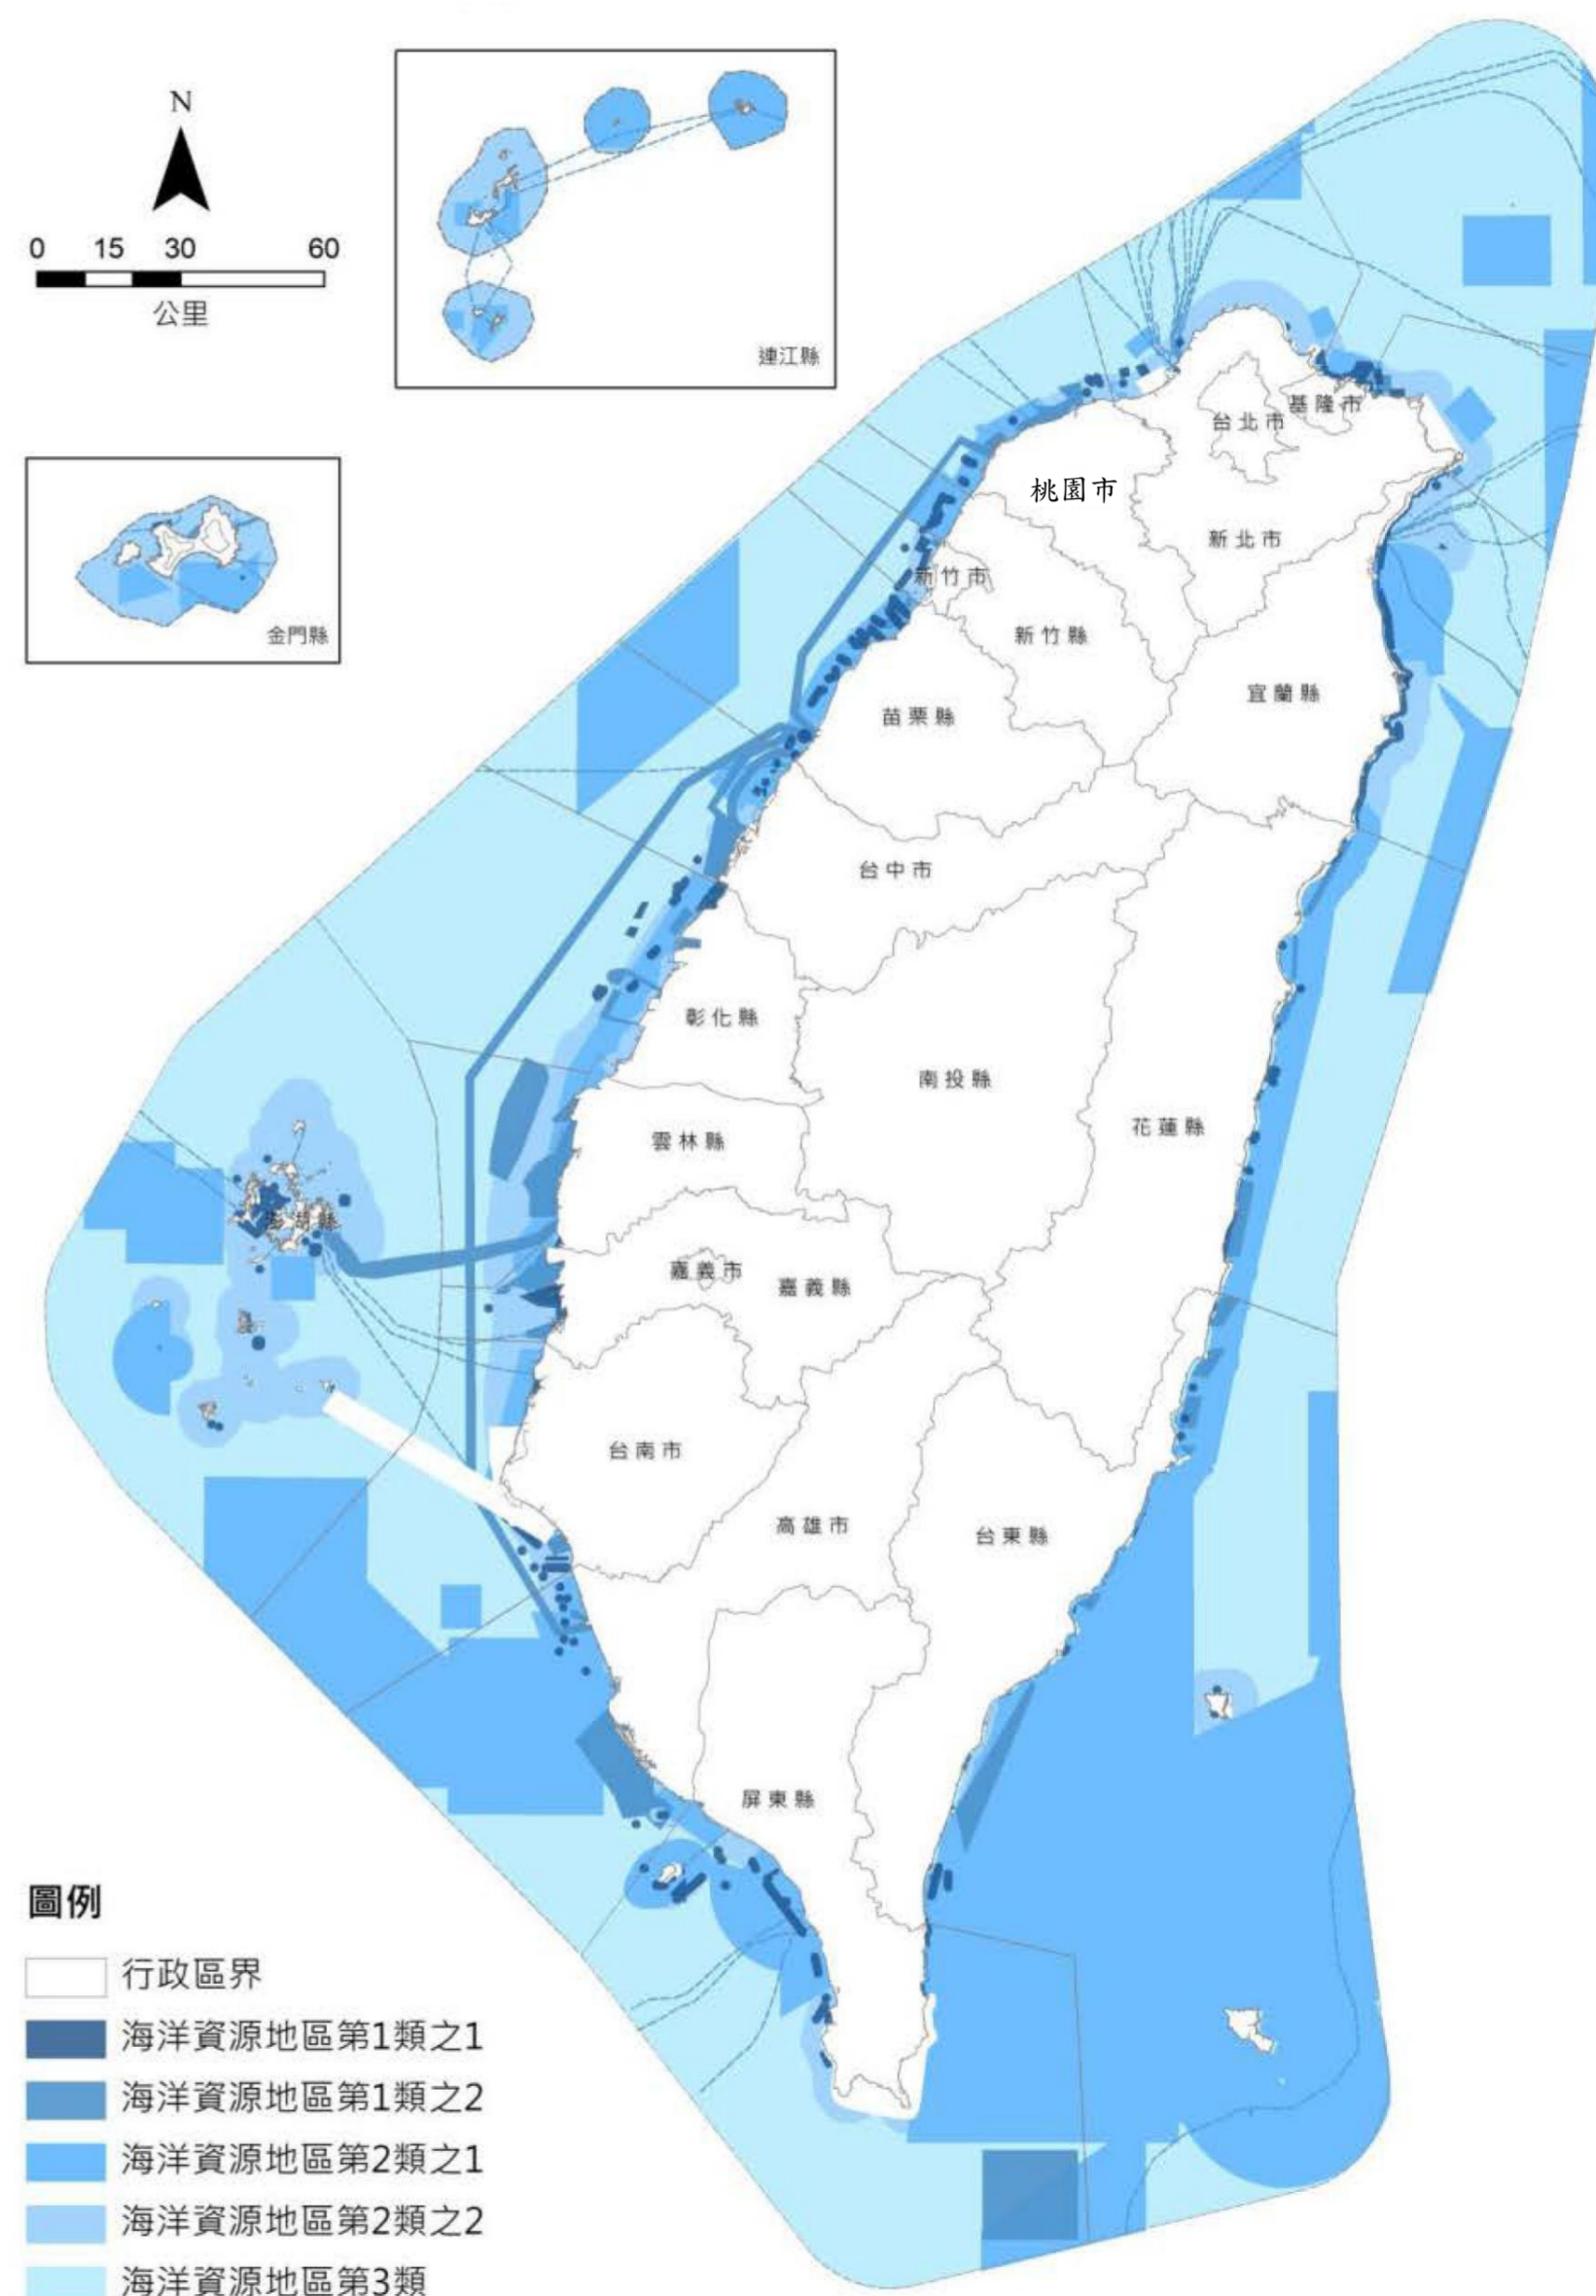 N
0 15 30 60
公里
連江縣
金門縣
基隆市
台北市
桃園市
新北市
新竹市
新竹縣
宜蘭縣
苗栗縣
台中市
彰化縣
南投縣
花蓮縣
雲林縣
澎湖縣
嘉義市
嘉義縣
台南市
高雄市
台東縣
屏東縣
圖例
行政區界
海洋資源地區第1類之1
海洋資源地區第1類之2
海洋資源地區第2類之1
海洋資源地區第2類之2
海洋資源地區第3類